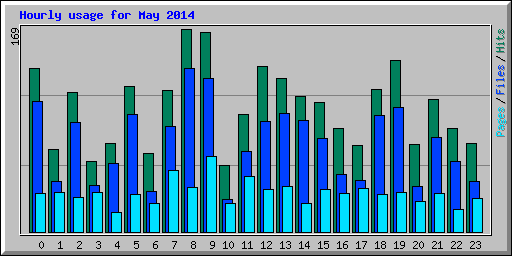 Hourly usage for May 2014
169
Pages/Files/Hits
0 1 2 3 4 5 6 7 8 9 10 11 12 13 14 15 16 17 18 19 20 21 22 23